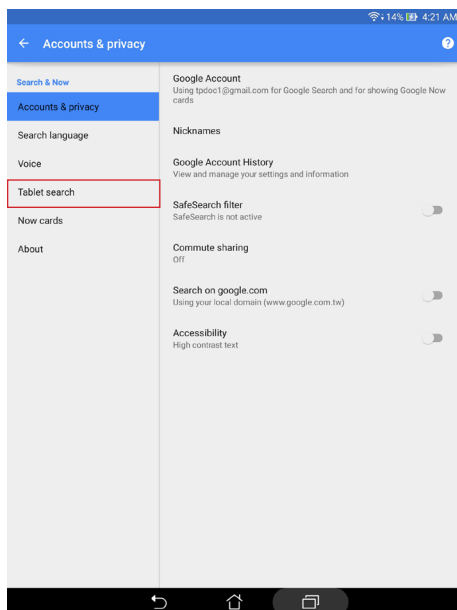 14% 4:21 AM
Accounts & privacy
?
Search & Now
Accounts & privacy
Search language
Voice
Tablet search
Now cards
About
Google Account
Using tpdoc1@gmail.com for Google Search and for showing Google Now
cards
Nicknames
Google Account History
View and manage your settings and information
SafeSearch filter
SafeSearch is not active
Commute sharing
Off
Search on google.com
Using your local domain (www.google.com.tw)
Accessibility
High contrast text